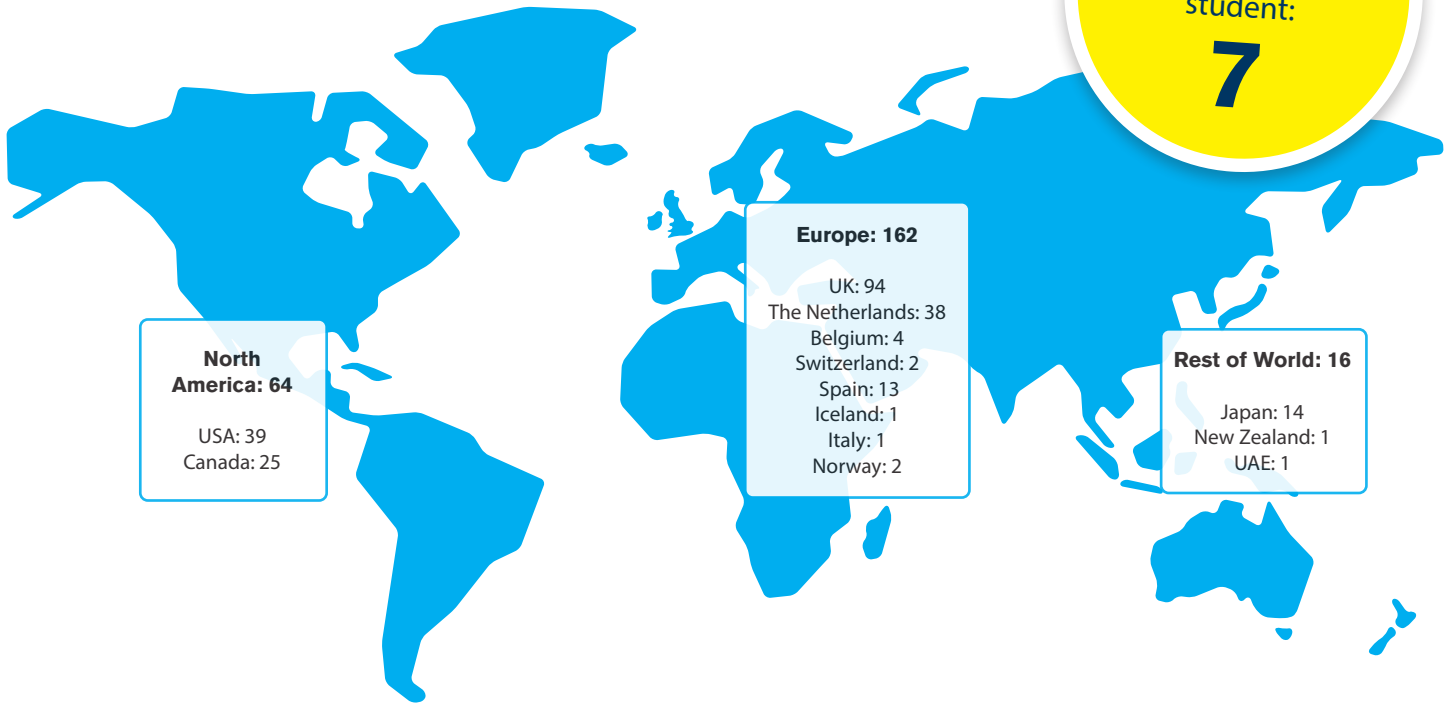 student:
7
Europe: 162
UK: 94
The Netherlands: 38
Belgium: 4
Switzerland: 2
Spain: 13
Iceland: 1
Italy: 1
Norway: 2
North
America: 64
USA: 39
Canada: 25
Rest of World: 16
Japan: 14
New Zealand: 1
UAE: 1